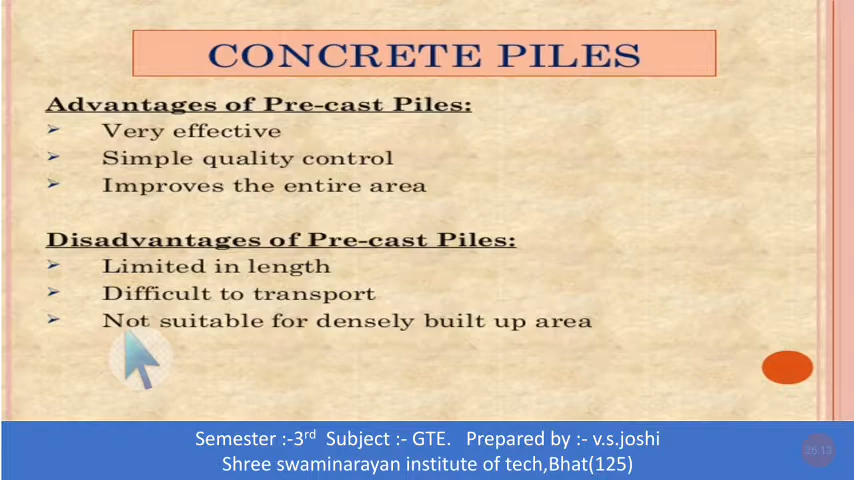 CONCRETE PILES
Advantages of Pre-cast Piles:
Very effective
Simple quality control
Improves the entire area
Disadvantages of Pre-cast Piles:
Limited in length
Difficult to transport
Not suitable for densely built up area
Semester :-3rd Subject :- GTE. Prepared by :- v.s.joshi
Shree swaminarayan institute of tech,Bhat(125)
26:13